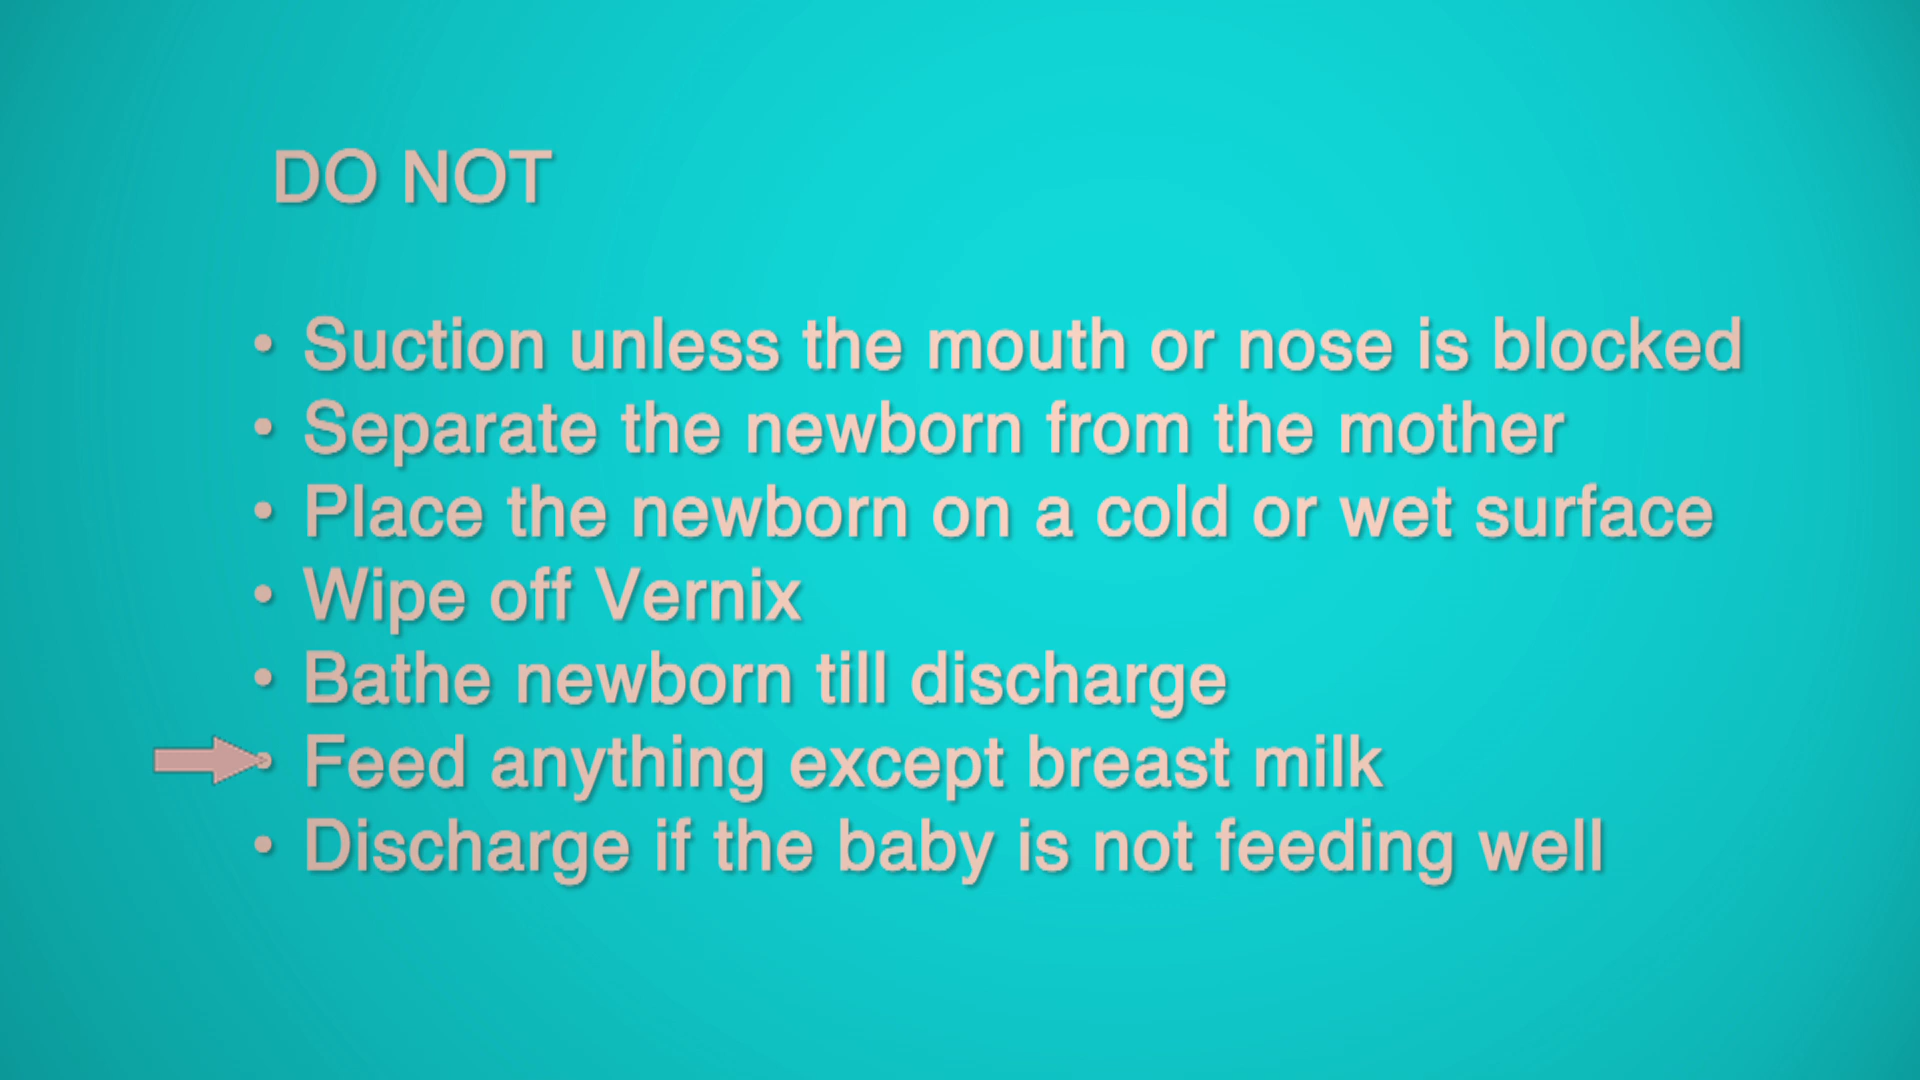 DO NOT
• Suction unless the mouth or nose is blocked
• Separate the newborn from the mother
• Place the newborn on a cold or wet surface
• Wipe off Vernix
• Bathe newborn till discharge
• Feed anything except breast milk
• Discharge if the baby is not feeding well